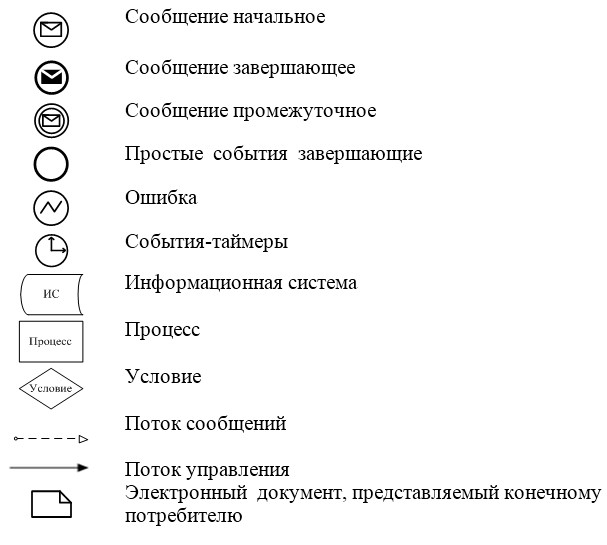 Сообщение начальное
Сообщение завершающее
Сообщение промежуточное
Простые события завершающие
Ошибка
События-таймеры
ИС
Информационная система
Процесс
Процесс
Условие
Условие
Поток сообщений
Поток управления
Электронный документ, представляемый конечному
потребителю